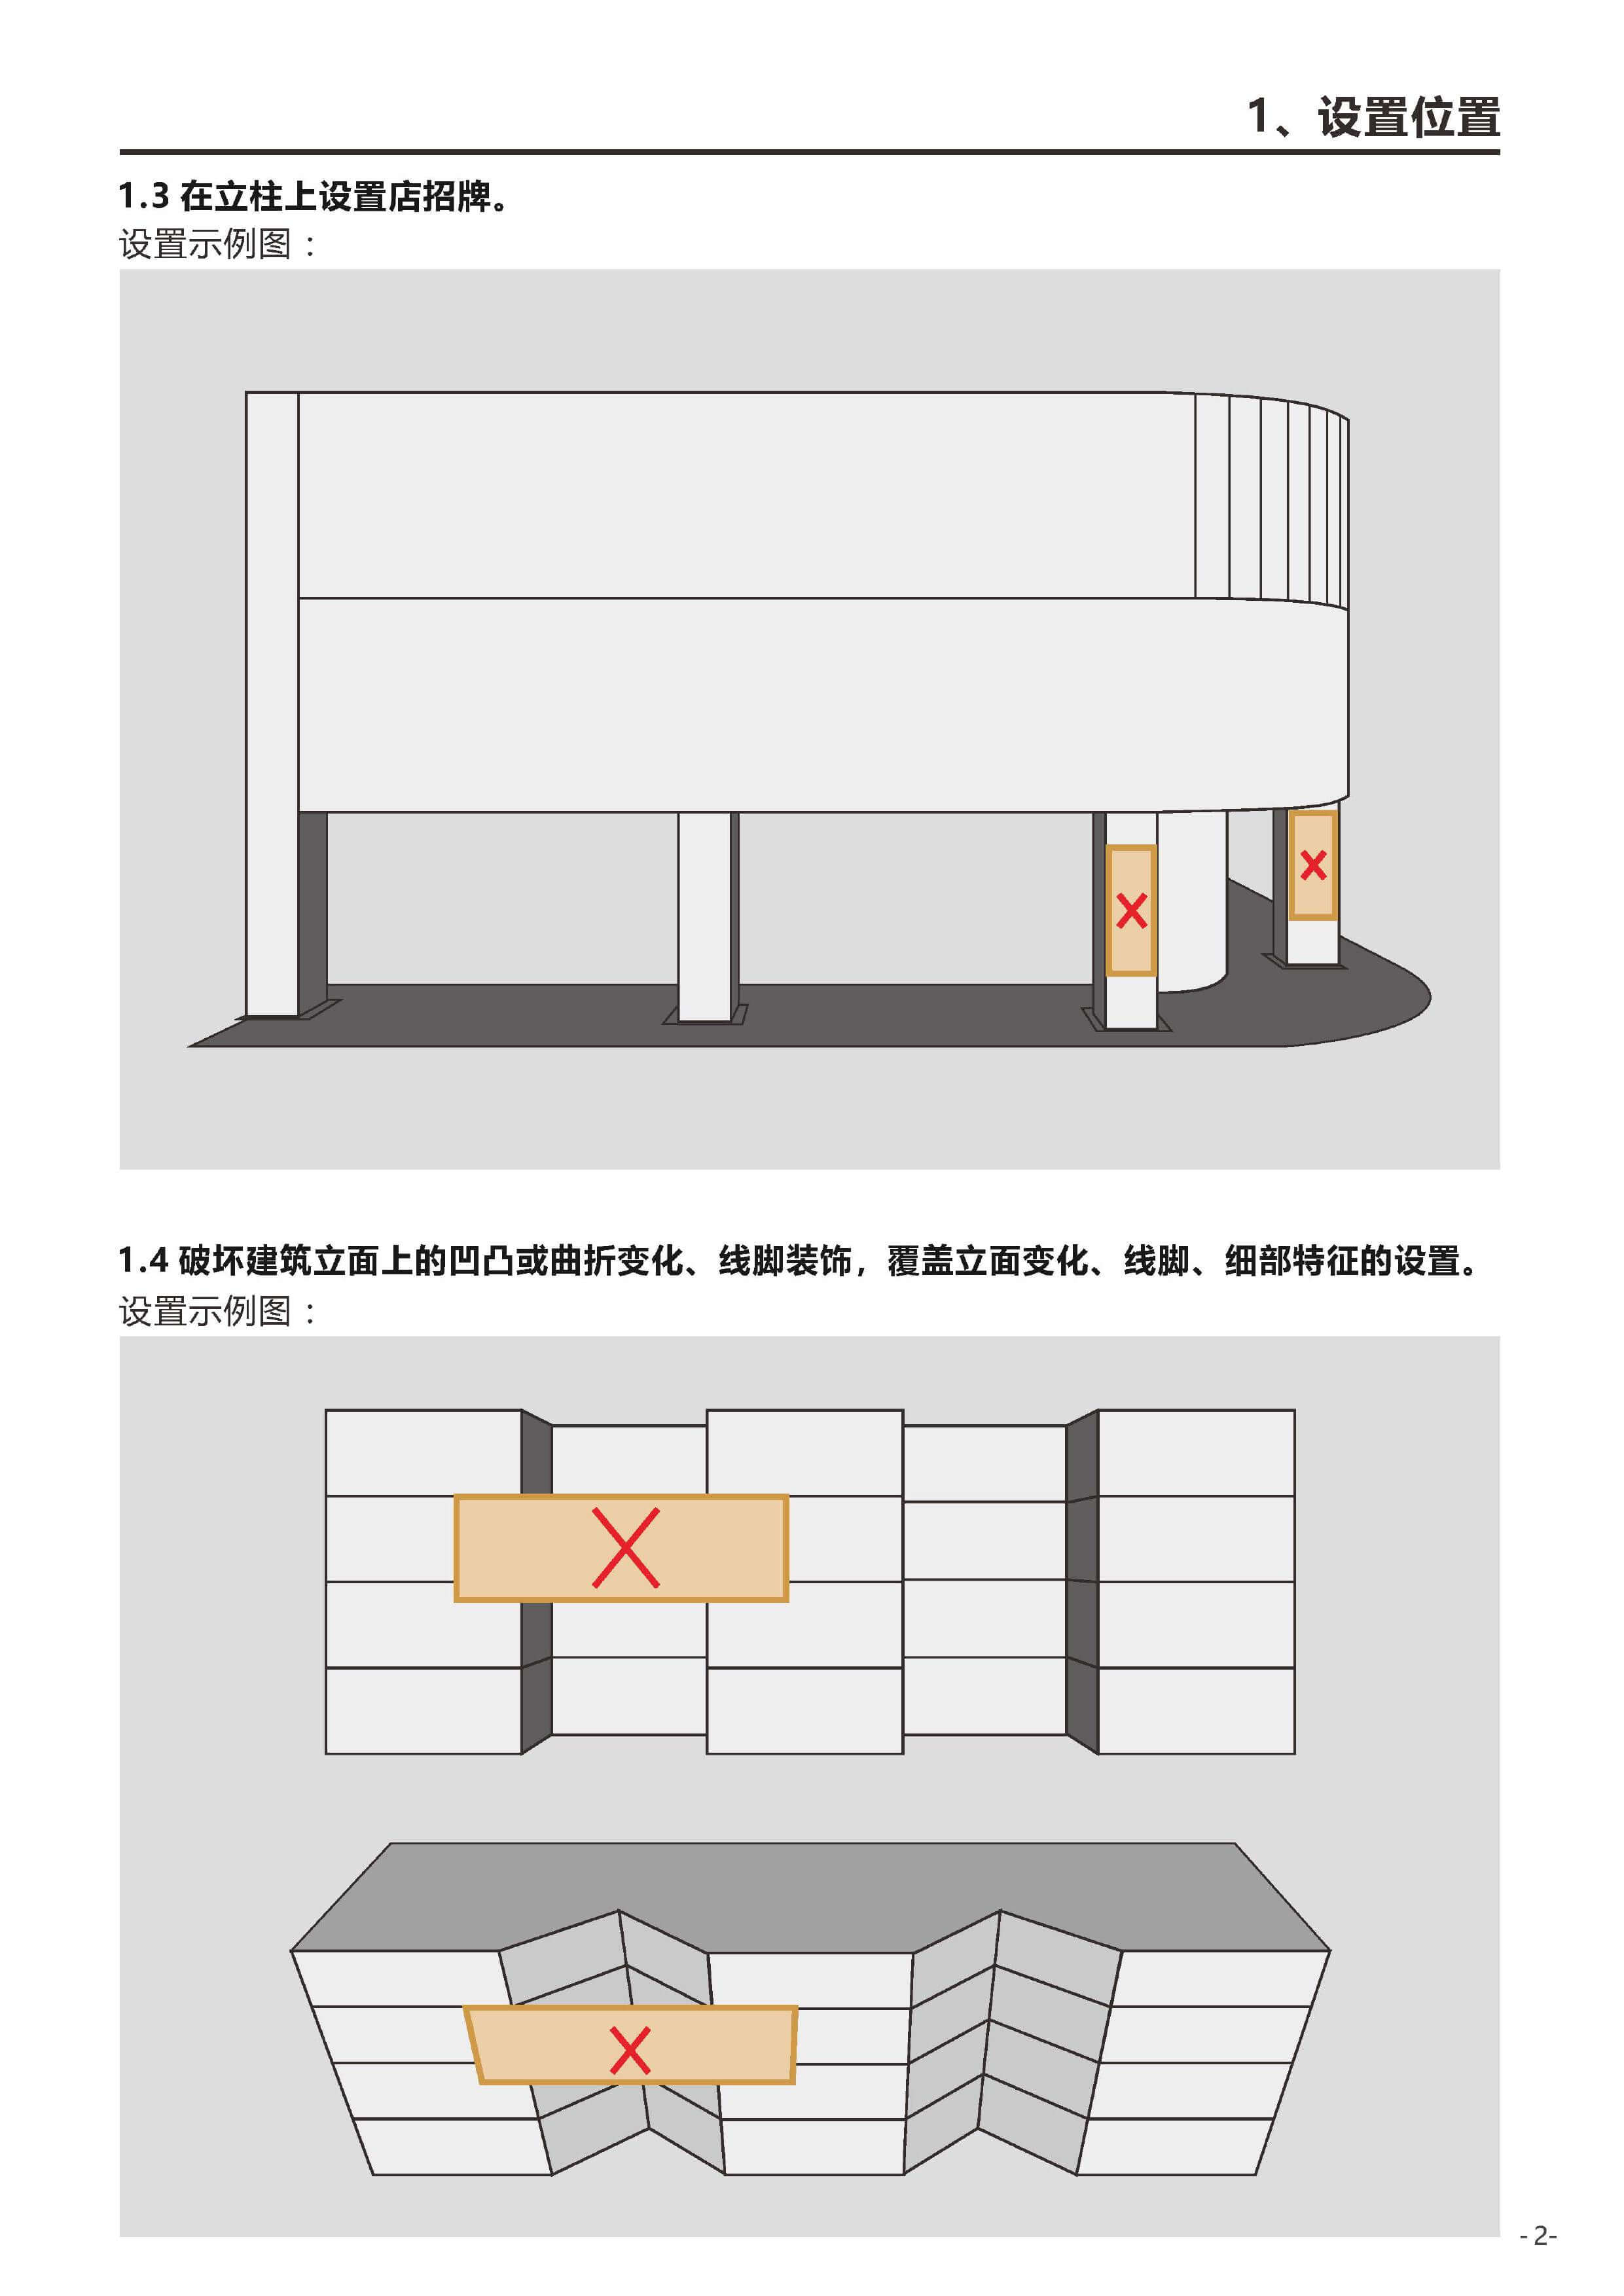 1、设置位置
1.3 在立柱上设置店招牌。
设置示例图：
1.4 破坏建筑立面上的凹凸或曲折变化、线脚装饰，覆盖立面变化、线脚、细部特征的设置。
设置示例图：
- 2-